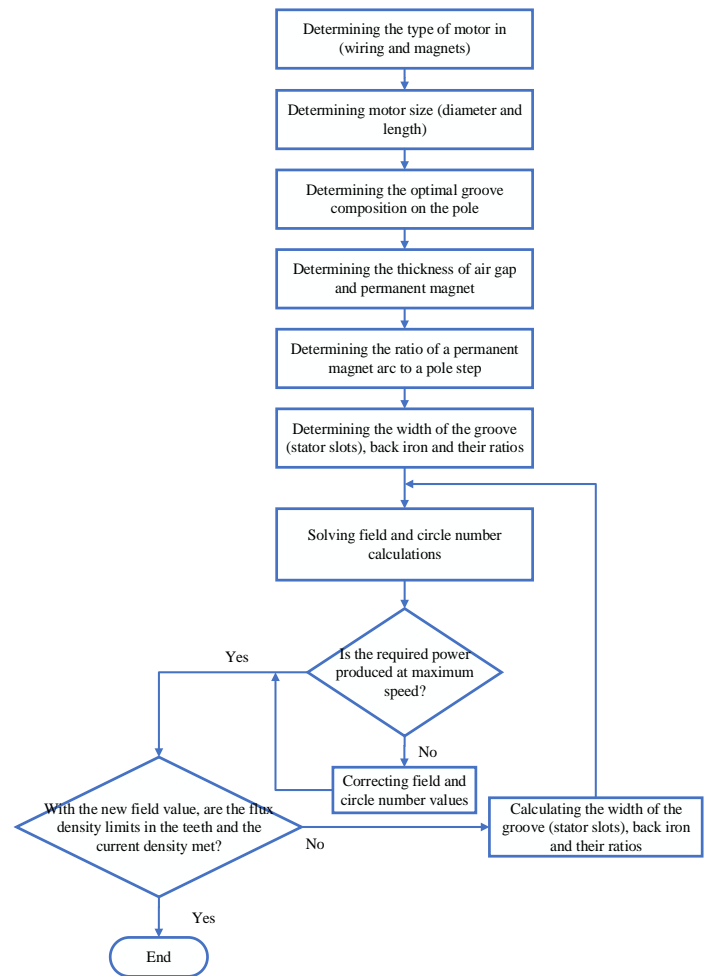 Determining the type of motor in
(wiring and magnets)
Determining motor size (diameter and
length)
Determining the optimal groove
composition on the pole
Determining the thickness of air gap
and permanent magnet
Determining the ratio of a permanent
magnet arc to a pole step
Determining the width of the groove
(stator slots), back iron and their ratios
Solving field and circle number
calculations
Is the required power
produced at maximum
speed?
Yes
No
Correcting field and
circle number values
With the new field value, are the flux
density limits in the teeth and the
current density met?
No
Calculating the width of the
groove (stator slots), back iron
and their ratios
Yes
End